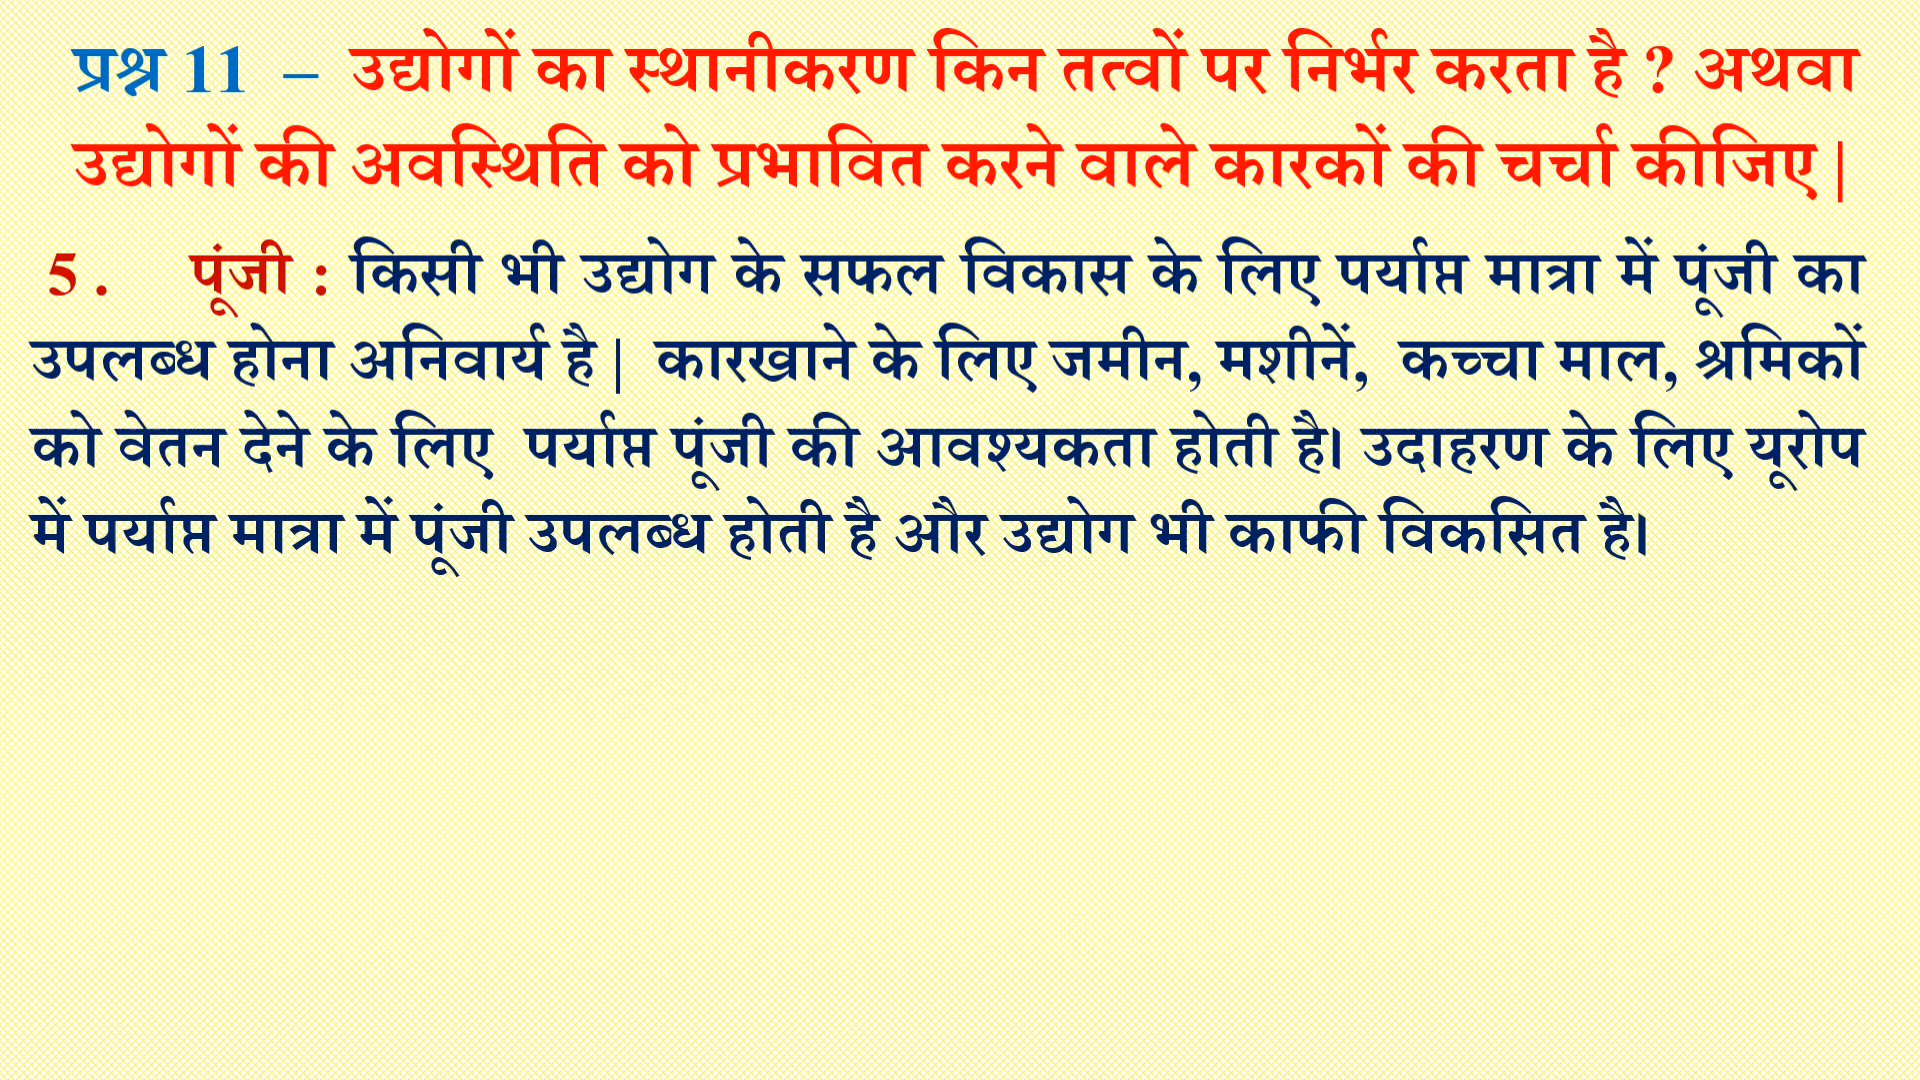 प्रश्न 11 – उद्योगों का स्थानीकरण किन तत्वों पर निर्भर करता है ? अथवा
उद्योगों की अवस्थिति को प्रभावित करने वाले कारकों की चर्चा कीजिए |
5 . पूंजी : किसी भी उद्योग के सफल विकास के लिए पर्याप्त मात्रा में पूंजी का
उपलब्ध होना अनिवार्य है | कारखाने के लिए जमीन, मशीनें, कच्चा माल, श्रमिकों
को वेतन देने के लिए पर्याप्त पूंजी की आवश्यकता होती है। उदाहरण के लिए यूरोप
में पर्याप्त मात्रा में पूंजी उपलब्ध होती है और उद्योग भी काफी विकसित है।